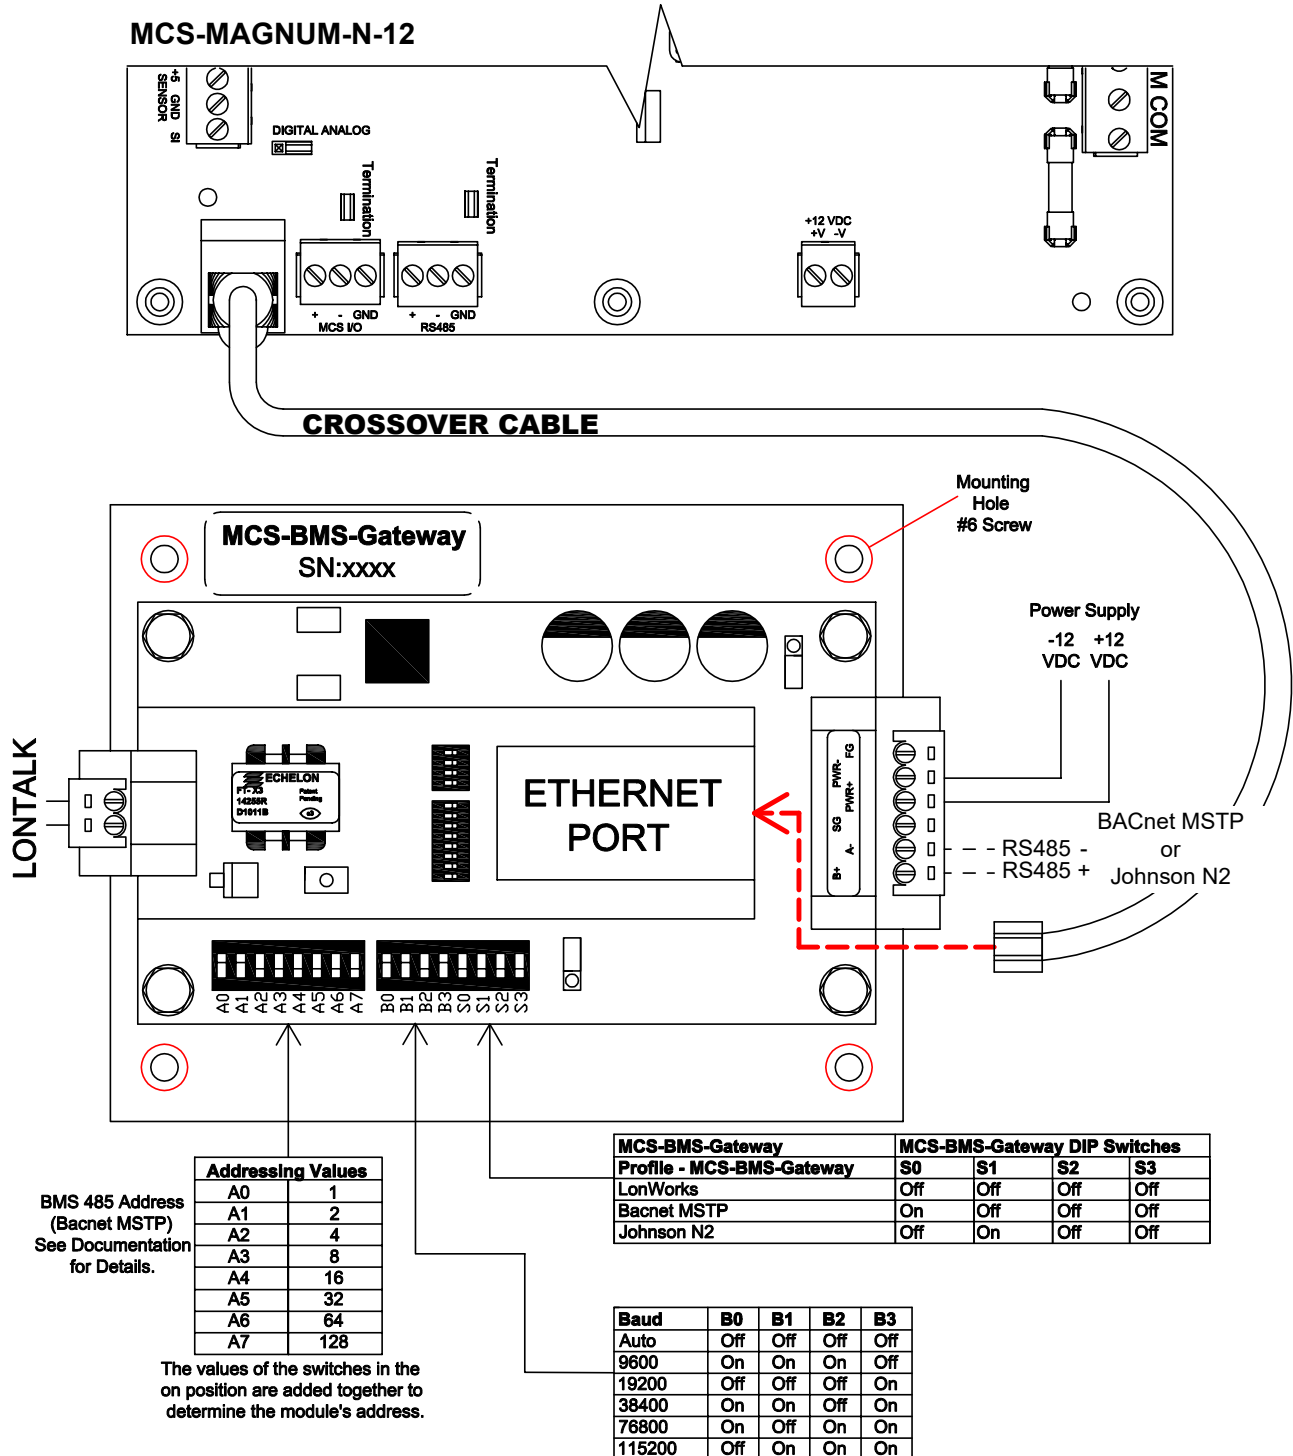 MCS-MAGNUM-N-12
+5 GND SI
SENSOR
DIGITAL ANALOG
Termination
Termination
M COM
+12 VDC
+V -V
+ - GND
MCS I/O
+ - GND
RS485
CROSSOVER CABLE
Mounting
Hole
#6 Screw
MCS-BMS-Gateway
SN:xxxx
Power Supply
-12 +12
VDC VDC
LONTALK
ECHELON
FT-X3
14255R
D1011B
Patent
Pending
ETHERNET
PORT
FG
PWR-
PWR+
SG
A-
B+
BACnet MSTP
or
Johnson N2
RS485 -
RS485 +
A0 A1 A2 A3 A4 A5 A6 A7
B0 B1 B2 B3 S0 S1 S2 S3
MCS-BMS-Gateway MCS-BMS-Gateway DIP Switches
Profile - MCS-BMS-Gateway S0 S1 S2 S3
LonWorks Off Off Off Off
Bacnet MSTP On Off Off Off
Johnson N2 Off On Off Off
BMS 485 Address
(Bacnet MSTP)
See Documentation
for Details.
Addressing Values
A0 1
A1 2
A2 4
A3 8
A4 16
A5 32
A6 64
A7 128
The values of the switches in the
on position are added together to
determine the module's address.
Baud B0 B1 B2 B3
Auto Off Off Off Off
9600 On On On Off
19200 Off Off Off On
38400 On On Off On
76800 On Off On On
115200 Off On On On